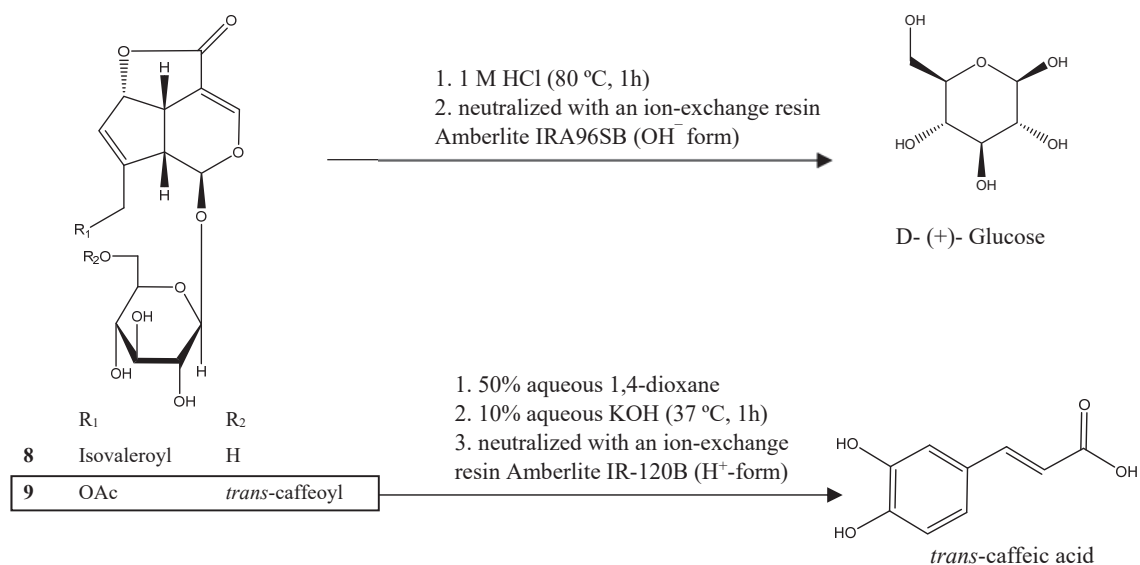 O
O
H
O
H
O
R₁
R₂O
O
OH
OH
H
OH
1. 1 M HCl (80 ºC, 1h)
2. neutralized with an ion-exchange resin
Amberlite IRA96SB (OH⁻ form)
OH
O
OH
HO
OH
OH
D- (+)- Glucose
R₁ R₂
8 Isovaleroyl H
9 OAc trans-caffeoyl
1. 50% aqueous 1,4-dioxane
2. 10% aqueous KOH (37 ºC, 1h)
3. neutralized with an ion-exchange
resin Amberlite IR-120B (H⁺-form)
O
HO
OH
HO
trans-caffeic acid